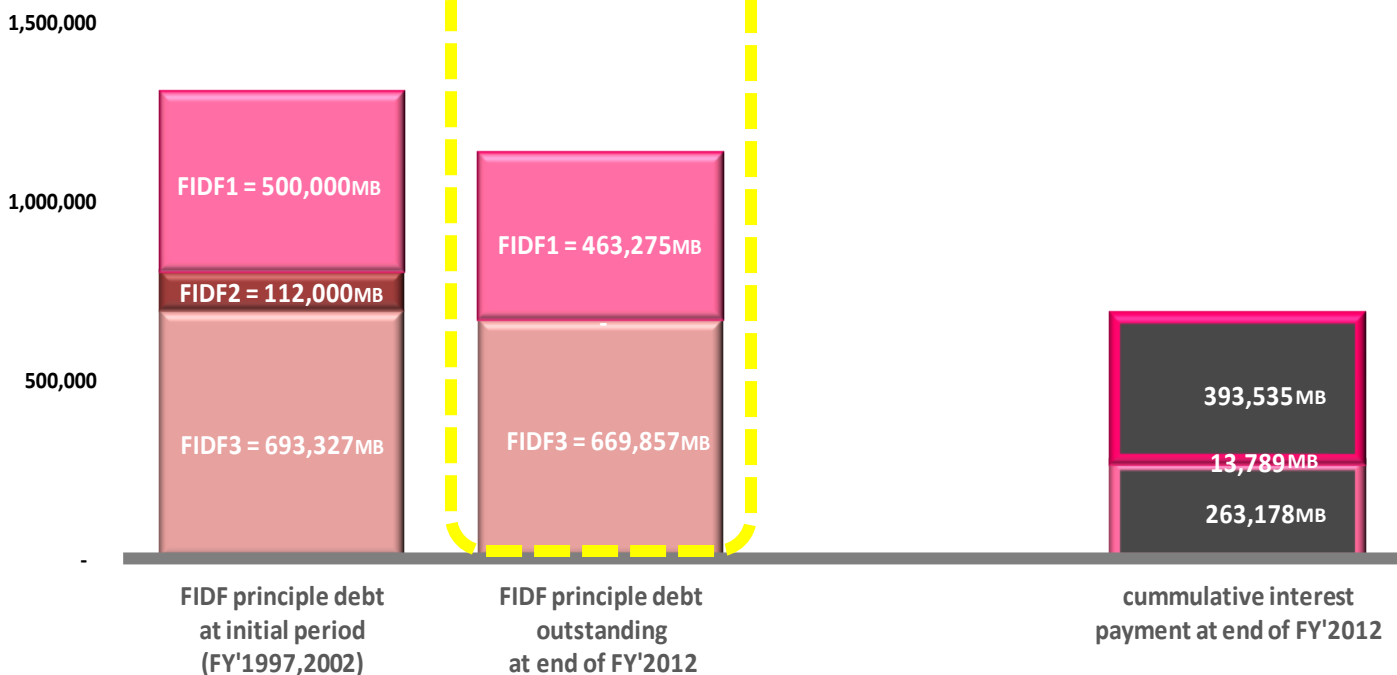 1,500,000
1,000,000
500,000
-
FIDF1 = 500,000MB
FIDF2 = 112,000MB
FIDF3 = 693,327MB
FIDF1 = 463,275MB
-
FIDF3 = 669,857MB
393,535MB
13,789MB
263,178MB
FIDF principle debt
at initial period
(FY'1997,2002)
FIDF principle debt
outstanding
at end of FY'2012
cummulative interest
payment at end of FY'2012